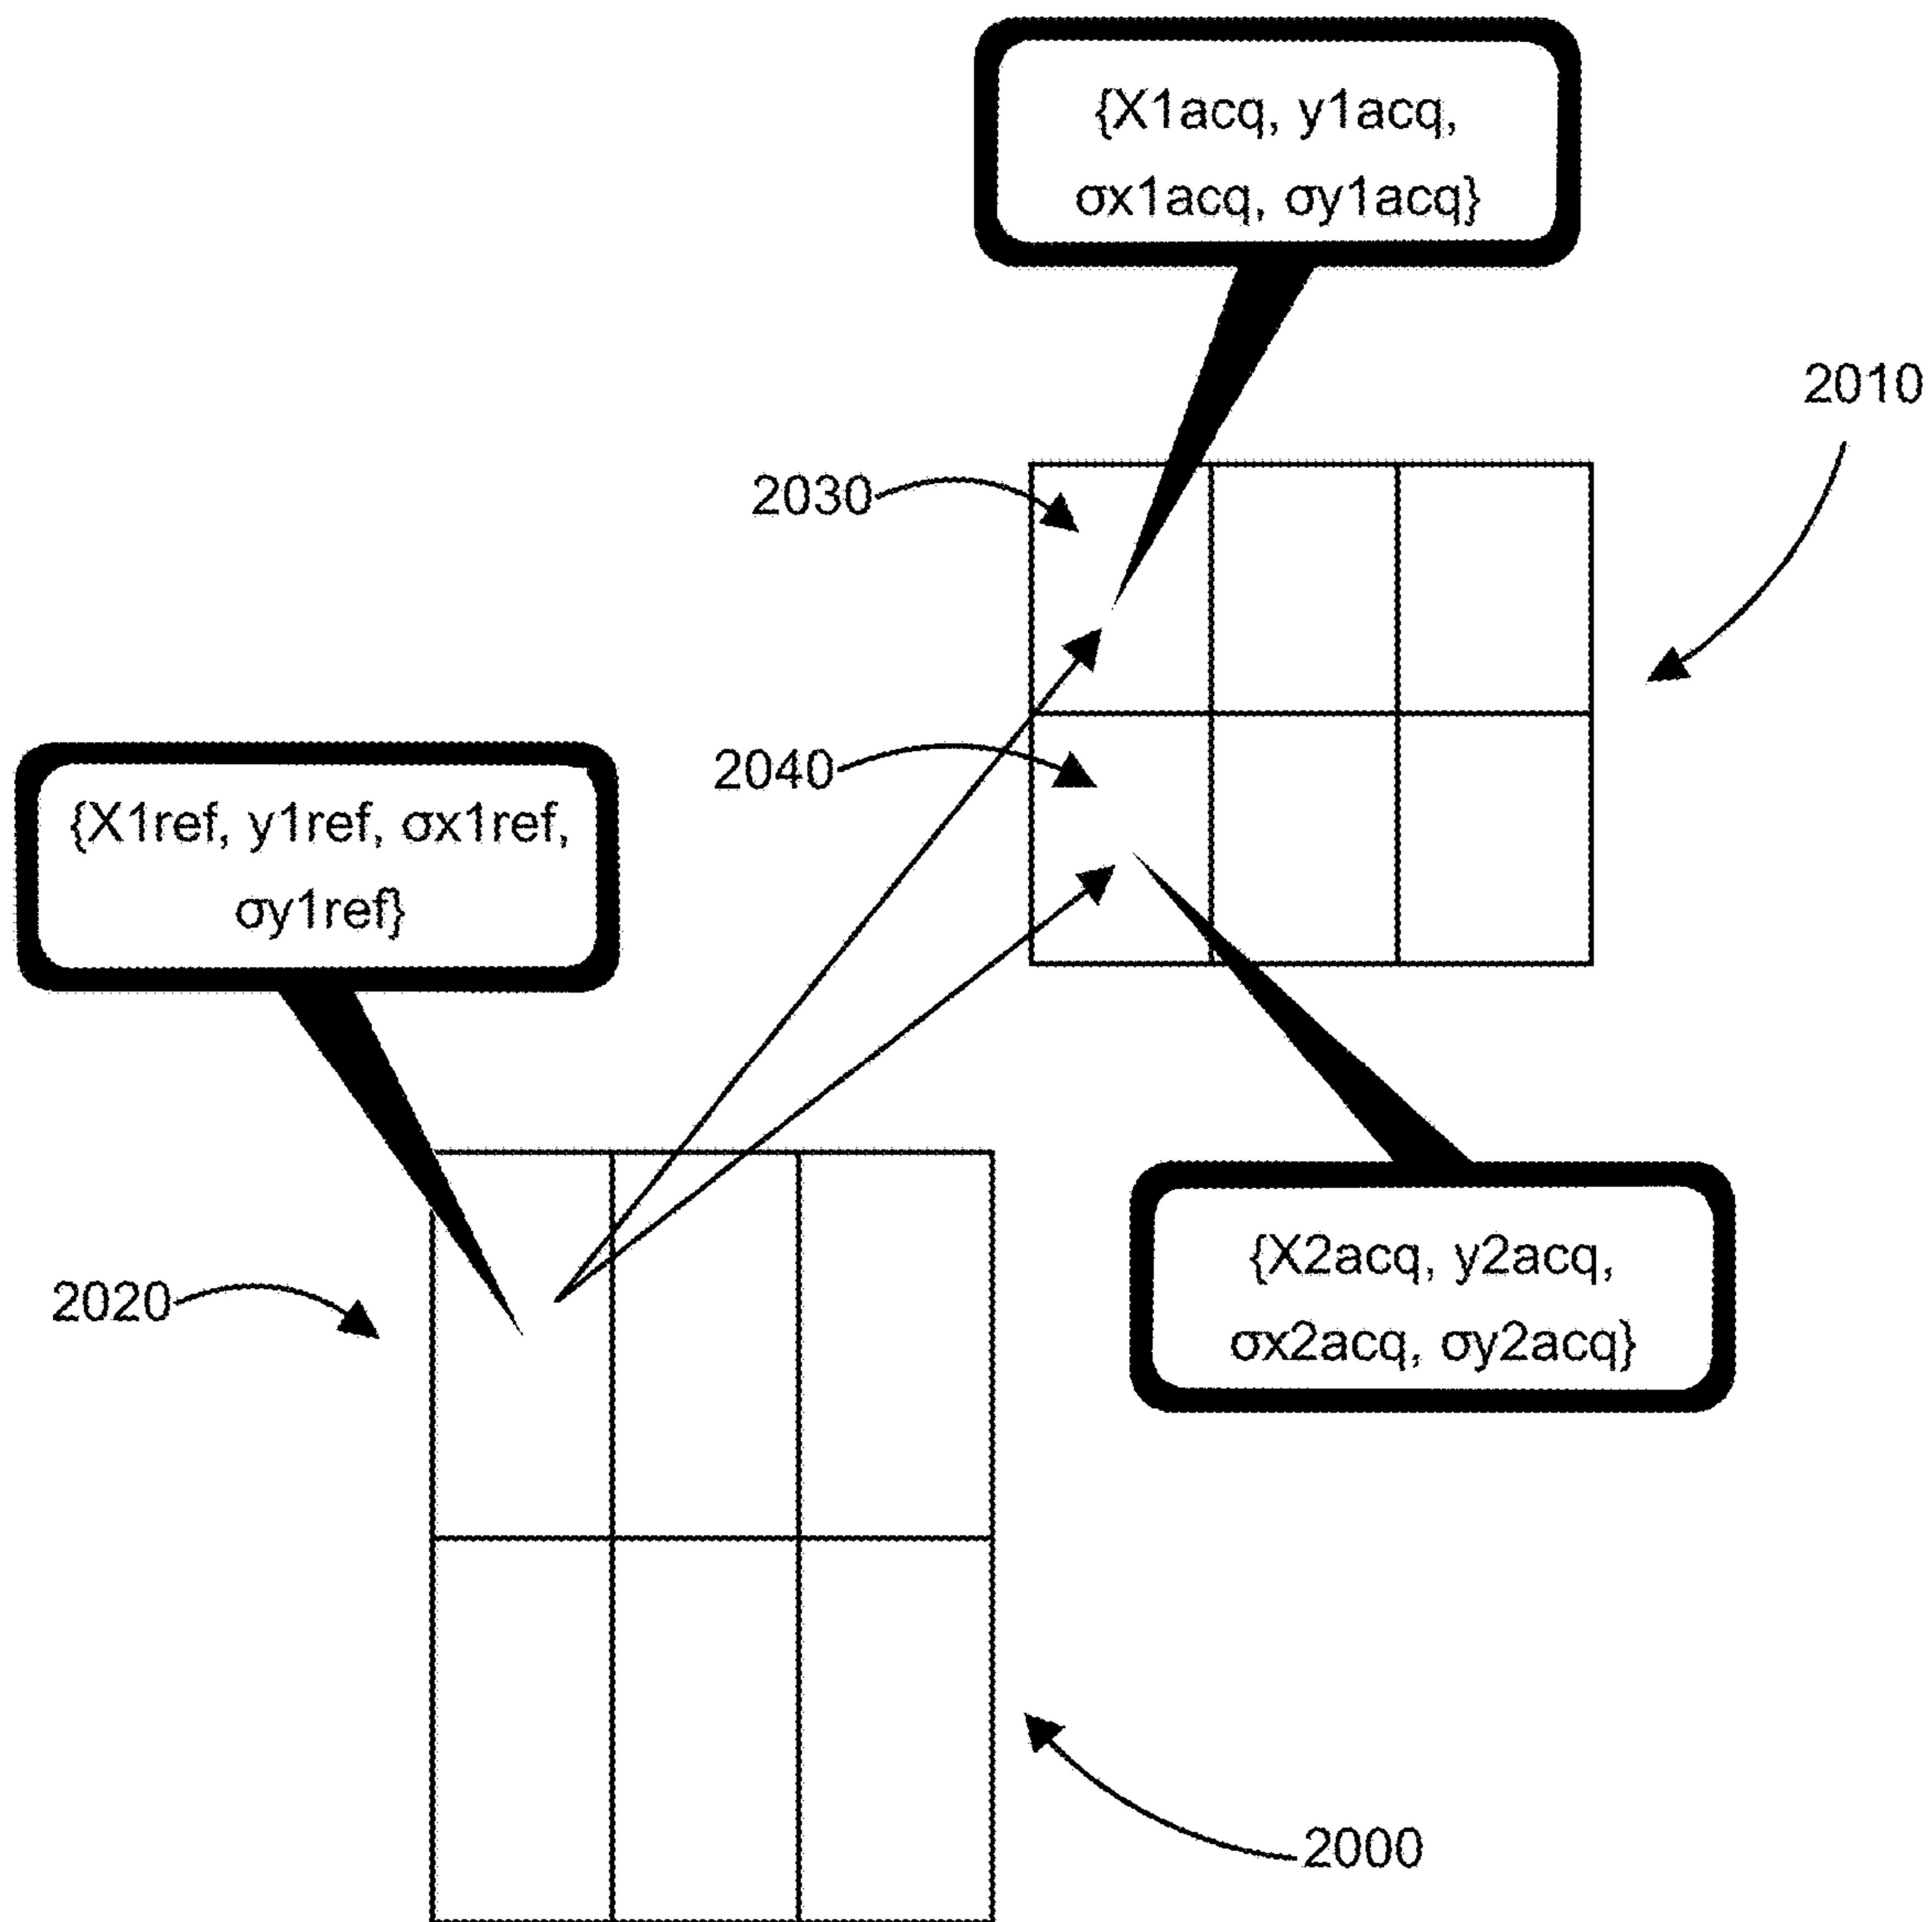 {X1acq, y1acq,
σx1acq, σy1acq}
2010
2030
2040
{X1ref, y1ref, σx1ref,
σy1ref}
{X2acq, y2acq,
σx2acq, σy2acq}
2020
2000